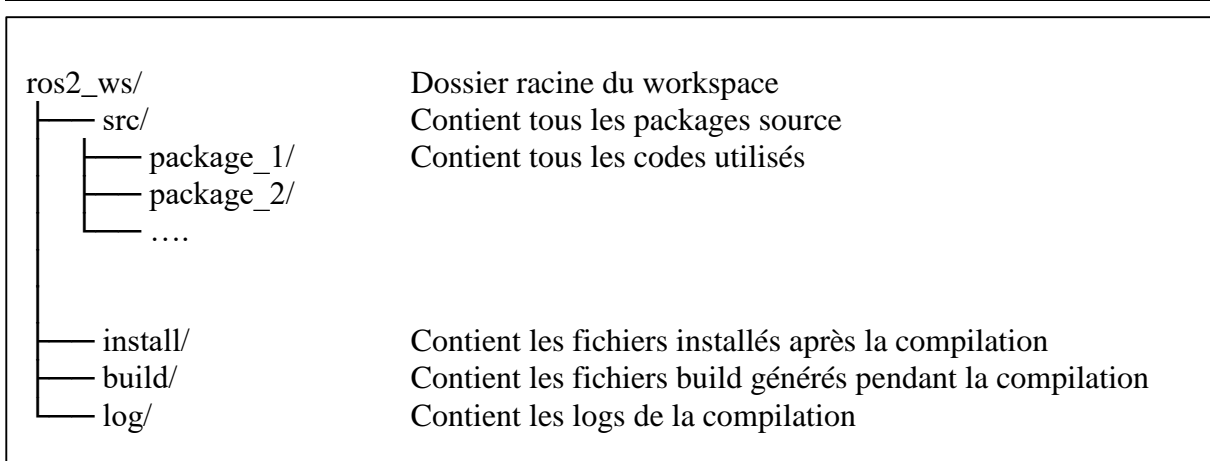 ros2_ws/ Dossier racine du workspace
src/ Contient tous les packages source
package_1/ Contient tous les codes utilisés
package_2/
….
install/ Contient les fichiers installés après la compilation
build/ Contient les fichiers build générés pendant la compilation
log/ Contient les logs de la compilation